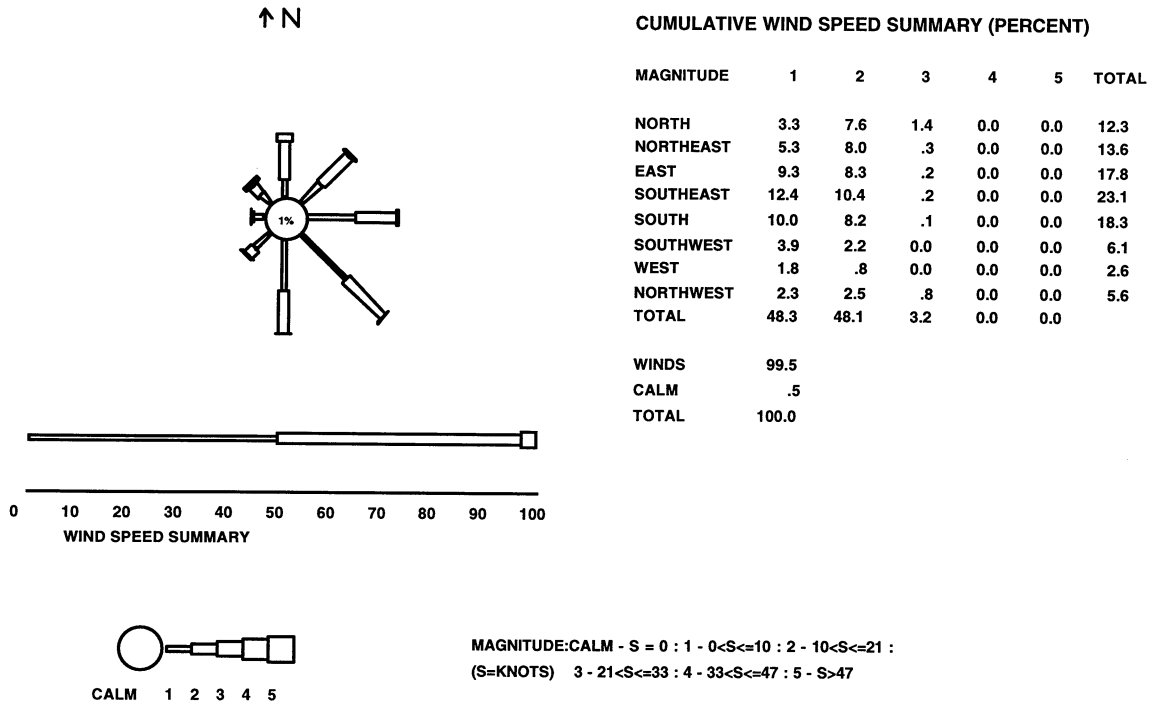 ↑ N
1%
CUMULATIVE WIND SPEED SUMMARY (PERCENT)
MAGNITUDE 1 2 3 4 5 TOTAL
NORTH 3.3 7.6 1.4 0.0 0.0 12.3
NORTHEAST 5.3 8.0 .3 0.0 0.0 13.6
EAST 9.3 8.3 .2 0.0 0.0 17.8
SOUTHEAST 12.4 10.4 .2 0.0 0.0 23.1
SOUTH 10.0 8.2 .1 0.0 0.0 18.3
SOUTHWEST 3.9 2.2 0.0 0.0 0.0 6.1
WEST 1.8 .8 0.0 0.0 0.0 2.6
NORTHWEST 2.3 2.5 .8 0.0 0.0 5.6
TOTAL 48.3 48.1 3.2 0.0 0.0
WINDS 99.5
CALM .5
TOTAL 100.0
0 10 20 30 40 50 60 70 80 90 100
WIND SPEED SUMMARY
CALM 1 2 3 4 5
MAGNITUDE:CALM - S = 0 : 1 - 0<S<=10 : 2 - 10<S<=21 :
(S=KNOTS) 3 - 21<S<=33 : 4 - 33<S<=47 : 5 - S>47